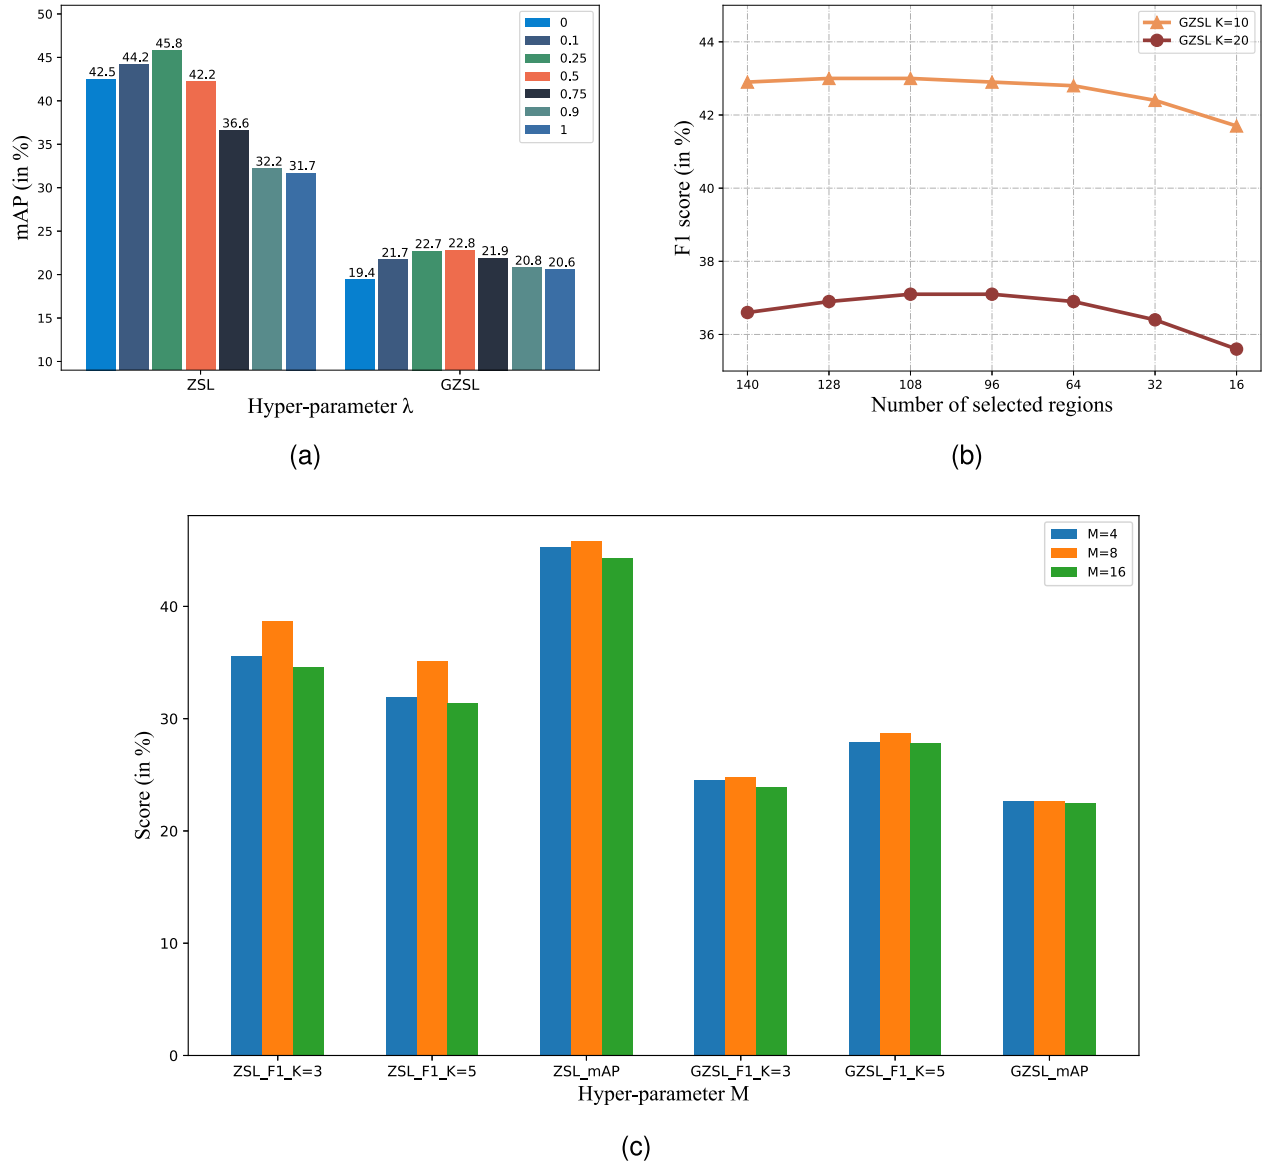 50
45
40
35
30
25
20
15
10
mAP (in %)
42.5 44.2 45.8 42.2 36.6 32.2 31.7
19.4 21.7 22.7 22.8 21.9 20.8 20.6
0
0.1
0.25
0.5
0.75
0.9
1
ZSL GZSL
Hyper-parameter λ
(a)
44
42
40
38
36
F1 score (in %)
GZSL K=10
GZSL K=20
140 128 108 96 64 32 16
Number of selected regions
(b)
40
30
20
10
0
Score (in %)
M=4
M=8
M=16
ZSL_F1_K=3 ZSL_F1_K=5 ZSL_mAP GZSL_F1_K=3 GZSL_F1_K=5 GZSL_mAP
Hyper-parameter M
(c)